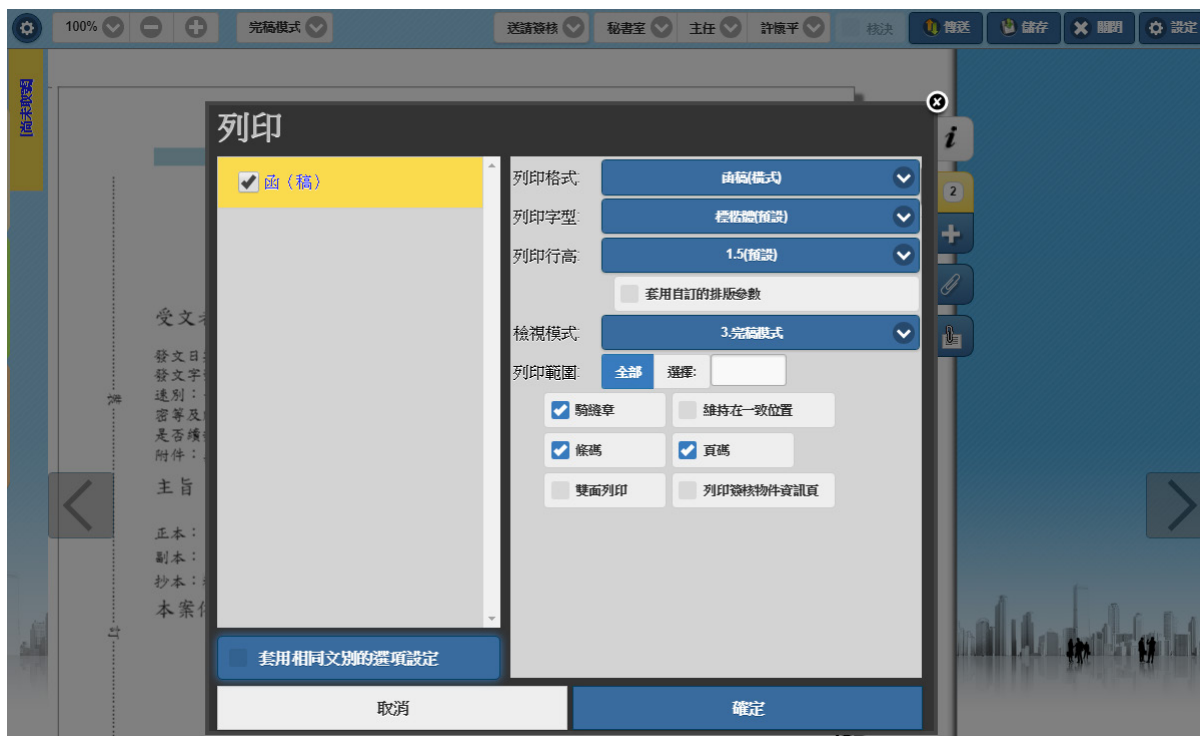 100%
完稿模式
送請簽核
秘書室
主任
許懷平
核決
傳送
儲存
關閉
設定
尚未取號
列印
函（稿）
列印格式:
函稿(橫式)
列印字型:
標楷體(預設)
列印行高:
1.5(預設)
套用自訂的排版參數
檢視模式:
3.完稿模式
列印範圍:
全部
選擇:
騎縫章
維持在一致位置
條碼
頁碼
雙面列印
列印簽核物件資訊頁
套用相同文別的選項設定
取消
確定
i
2
受文
發文日
發文字
速別：
密等及
是否續
附件：
主旨
正本：
副本：
抄本：
本案
裝
訂